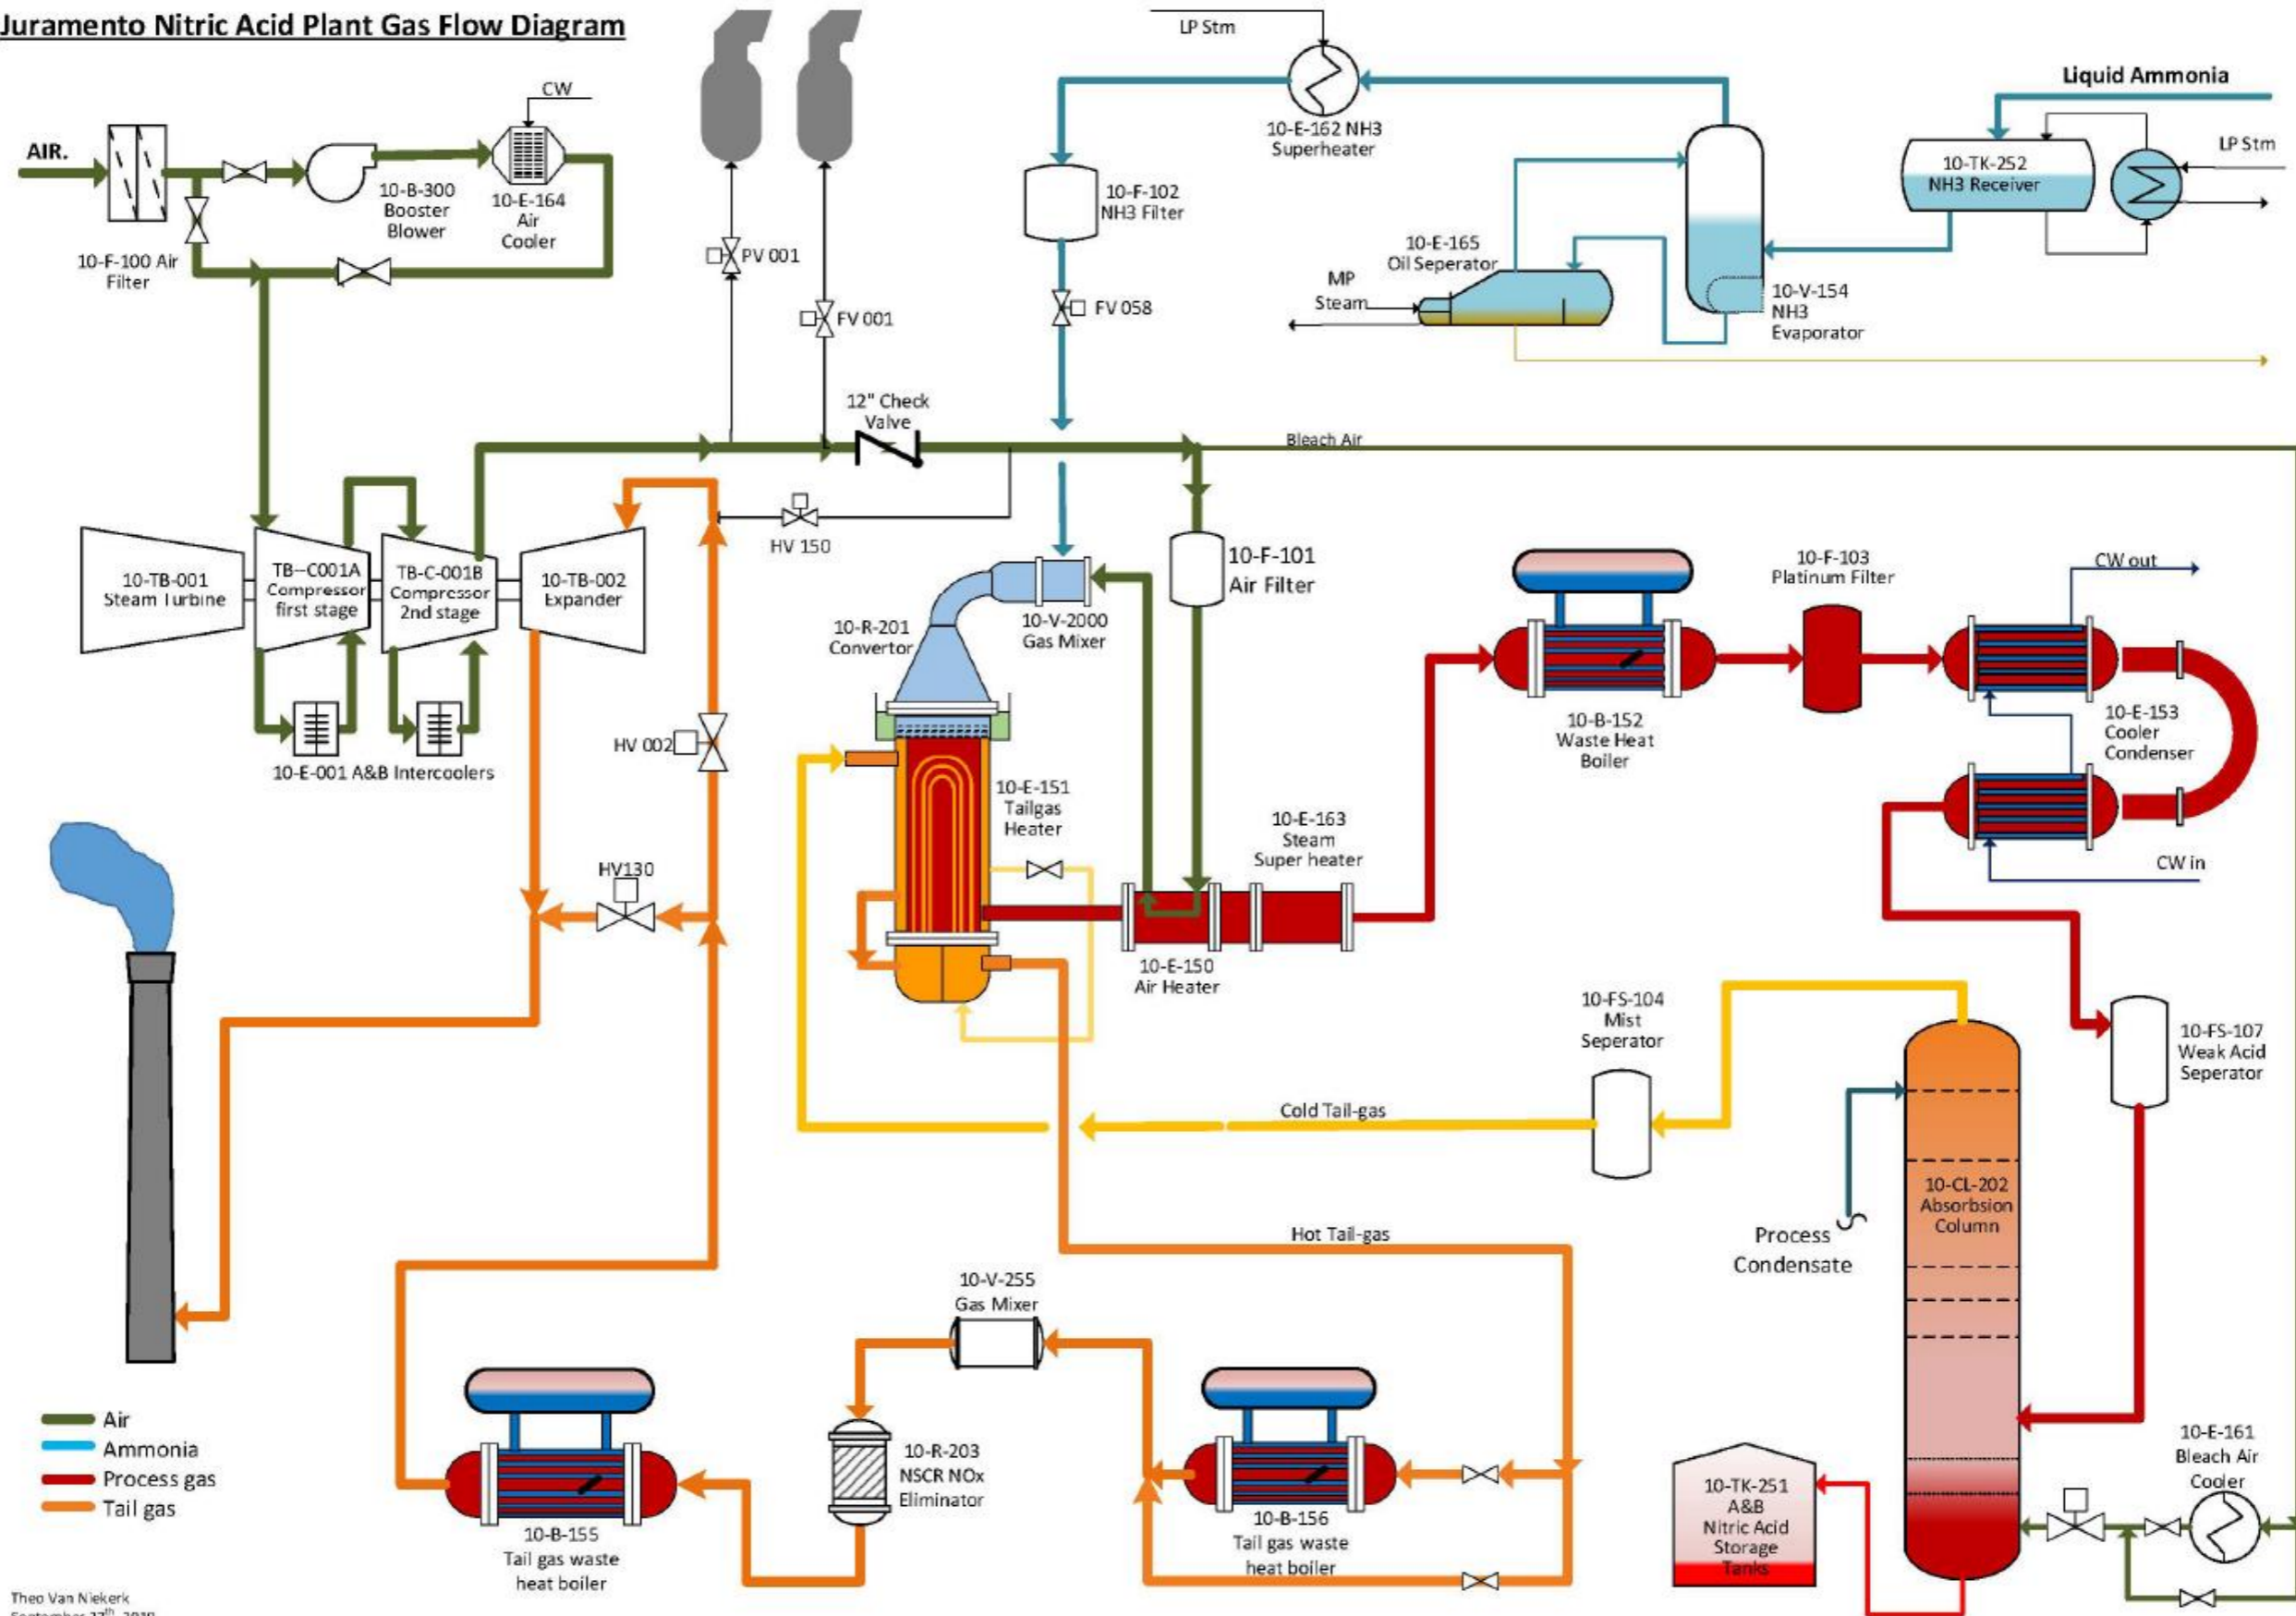 Juramento Nitric Acid Plant Gas Flow Diagram
AIR.
10-F-100 Air
Filter
10-B-300
Booster
Blower
CW
10-E-164
Air
Cooler
PV 001
FV 001
LP Stm
10-E-162 NH3
Superheater
10-F-102
NH3 Filter
FV 058
Liquid Ammonia
10-TK-252
NH3 Receiver
LP Stm
10-E-165
Oil Seperator
MP
Steam
10-V-154
NH3
Evaporator
12" Check
Valve
Bleach Air
HV 150
10-TB-001
Steam Turbine
TB--C001A
Compressor
first stage
TB-C-001B
Compressor
2nd stage
10-TB-002
Expander
10-E-001 A&B Intercoolers
HV 002
HV130
10-R-201
Convertor
10-V-2000
Gas Mixer
10-F-101
Air Filter
10-E-151
Tailgas
Heater
10-E-163
Steam
Super heater
10-E-150
Air Heater
10-B-152
Waste Heat
Boiler
10-F-103
Platinum Filter
CW out
10-E-153
Cooler
Condenser
CW in
10-FS-104
Mist
Seperator
10-FS-107
Weak Acid
Seperator
Cold Tail-gas
10-CL-202
Absorbsion
Column
Process
Condensate
Hot Tail-gas
10-V-255
Gas Mixer
10-R-203
NSCR NOx
Eliminator
10-B-155
Tail gas waste
heat boiler
10-B-156
Tail gas waste
heat boiler
10-TK-251
A&B
Nitric Acid
Storage
Tanks
10-E-161
Bleach Air
Cooler
Air
Ammonia
Process gas
Tail gas
Theo Van Niekerk
September